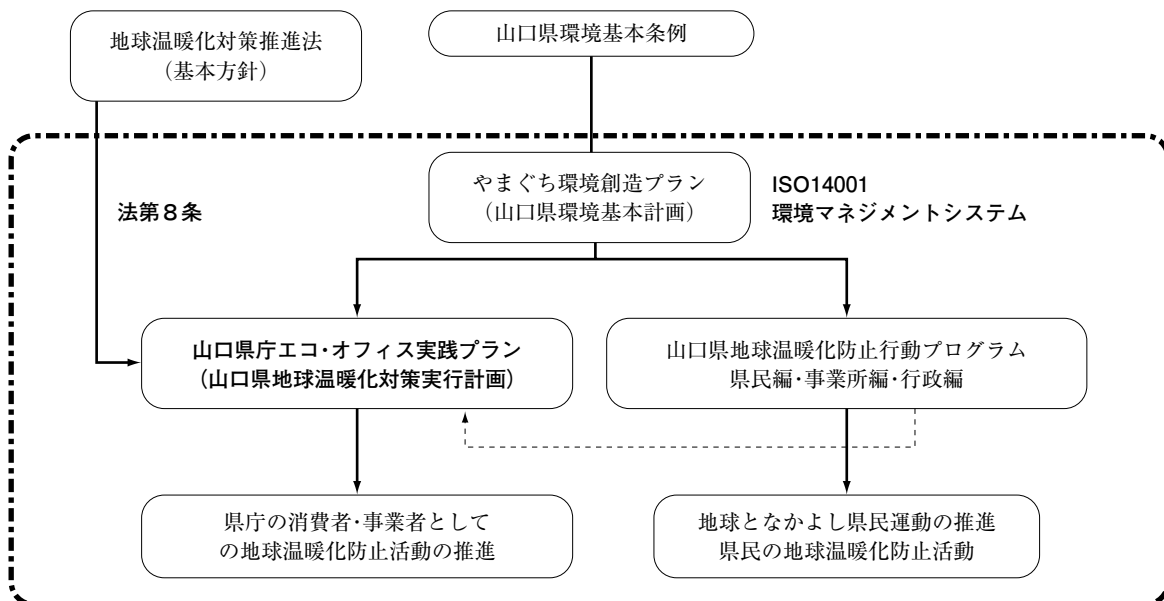 地球温暖化対策推進法
（基本方針）
山口県環境基本条例
やまぐち環境創造プラン
（山口県環境基本計画）
ISO14001
環境マネジメントシステム
法第８条
山口県庁エコ・オフィス実践プラン
（山口県地球温暖化対策実行計画）
山口県地球温暖化防止行動プログラム
県民編・事業所編・行政編
県庁の消費者・事業者として
の地球温暖化防止活動の推進
地球となかよし県民運動の推進
県民の地球温暖化防止活動